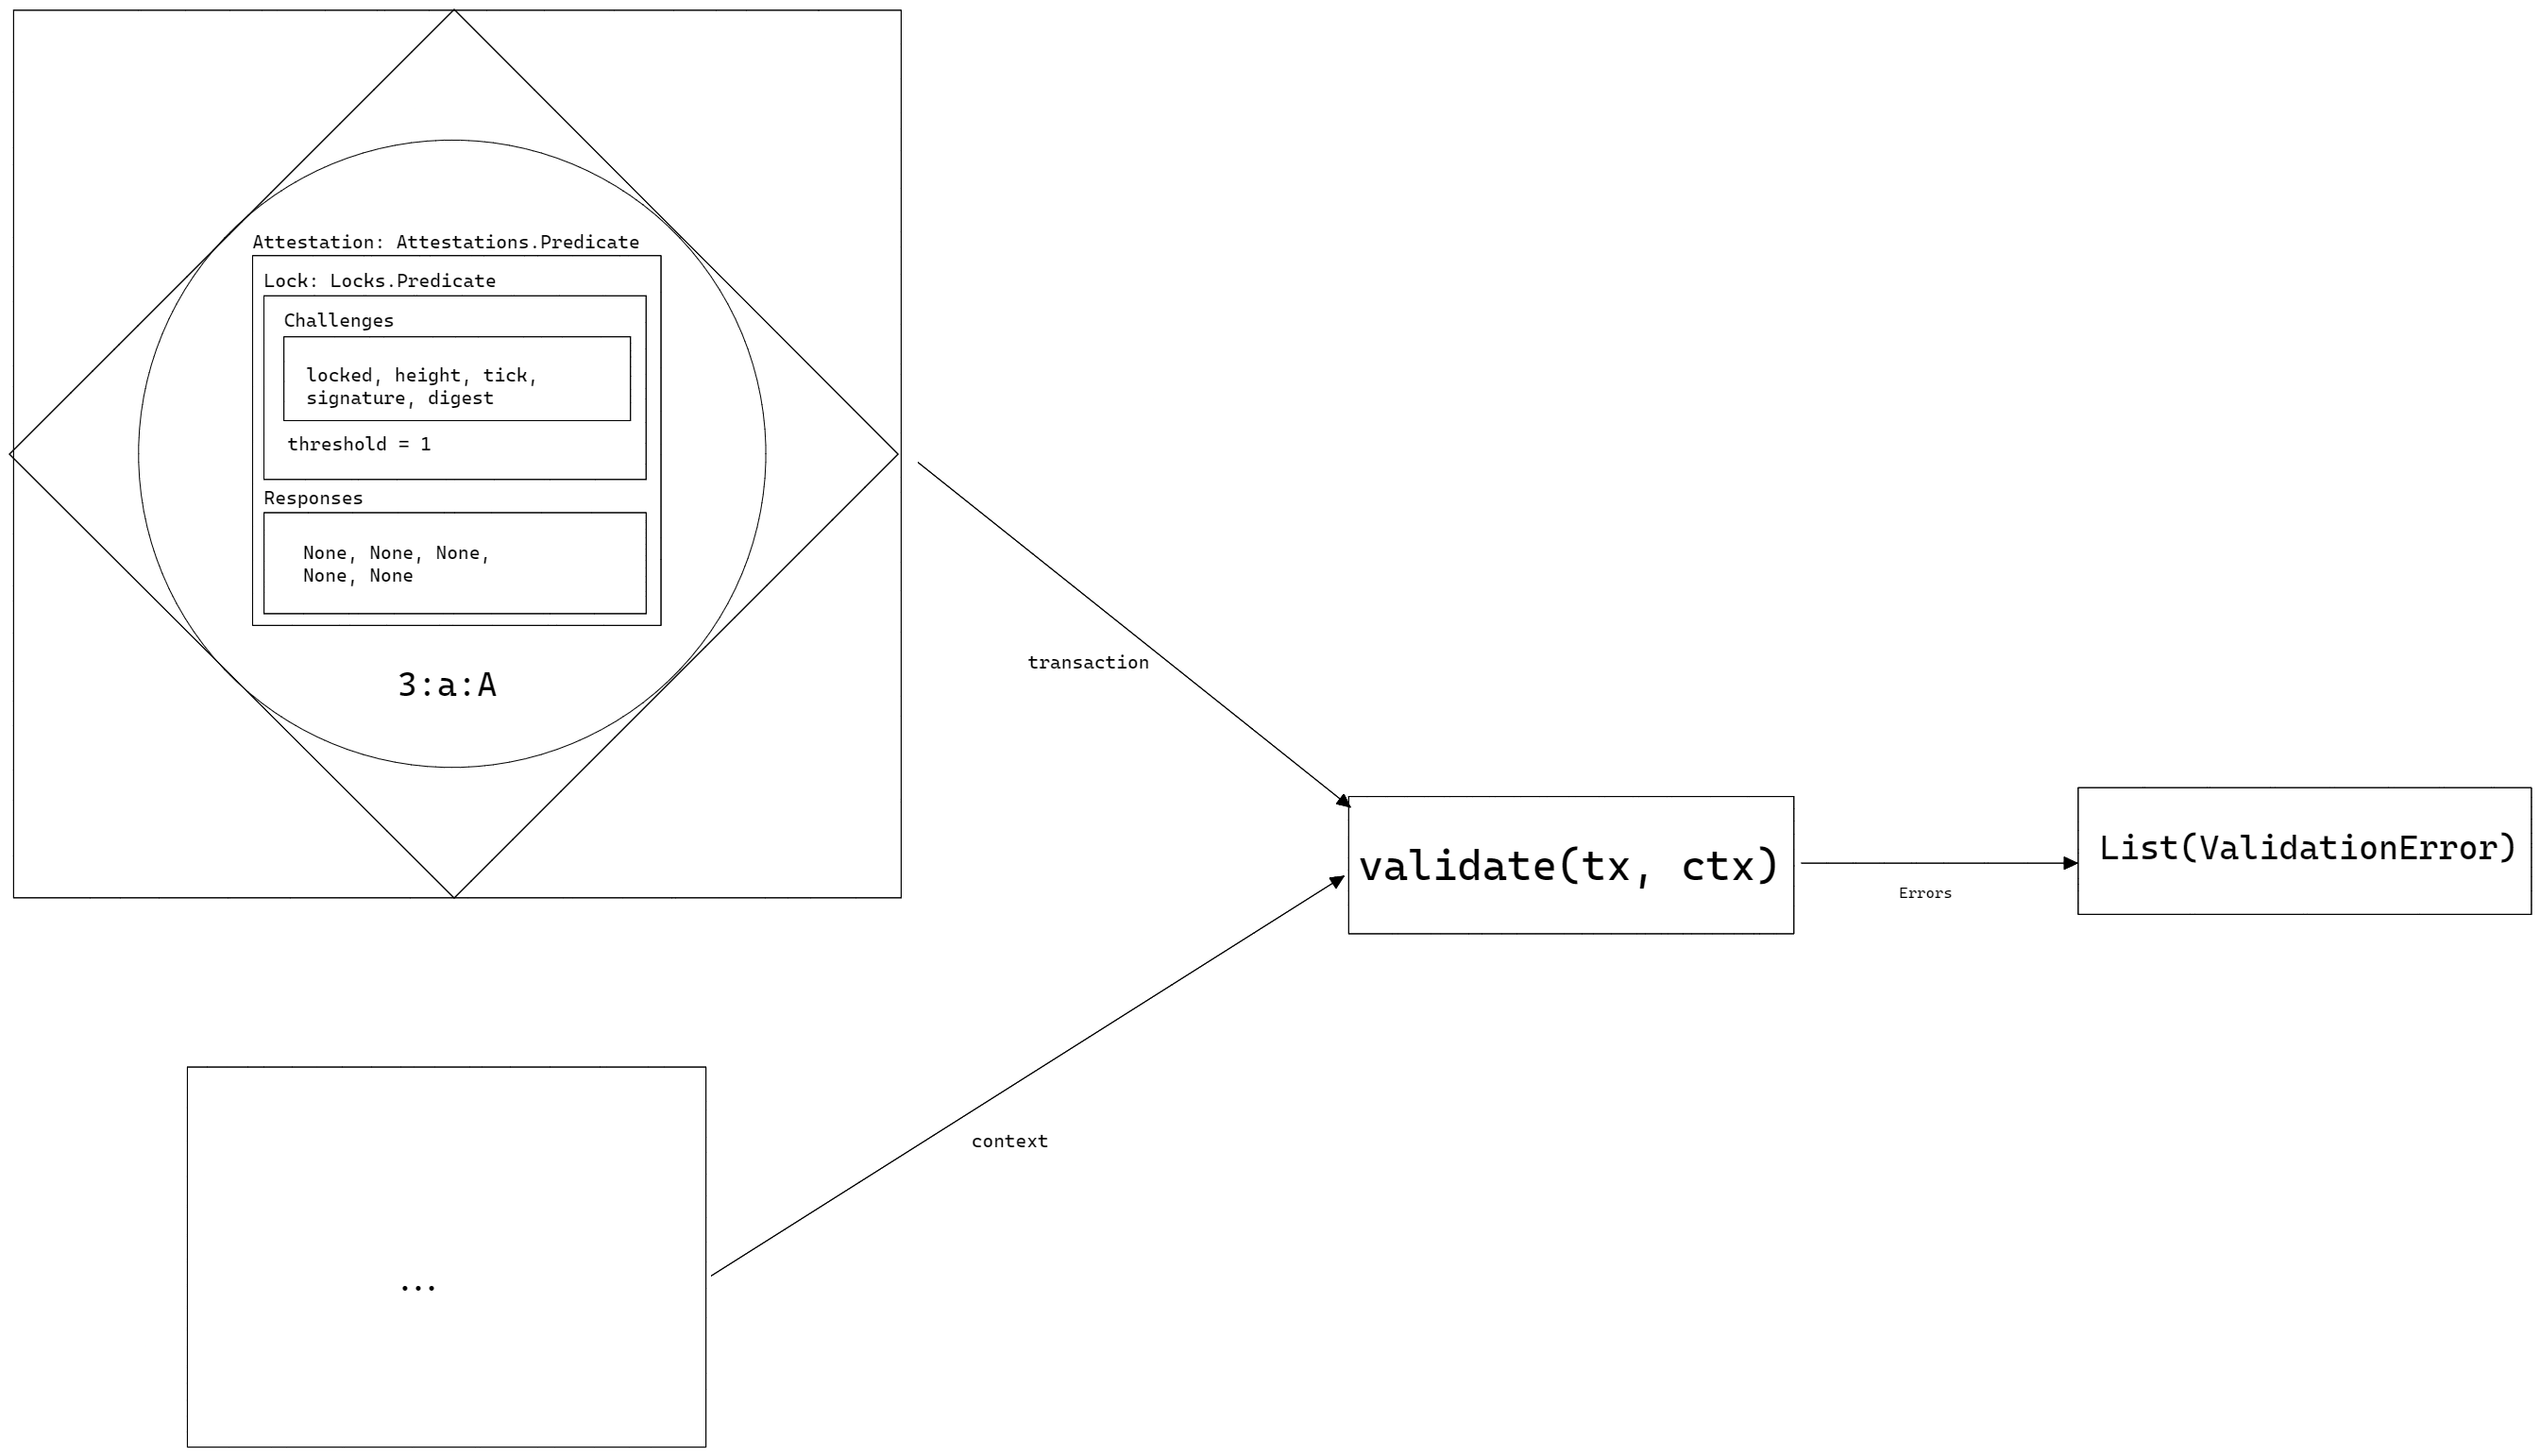 Attestation: Attestations.Predicate
Lock: Locks.Predicate
Challenges
locked, height, tick,
signature, digest
threshold = 1
Responses
None, None, None,
None, None
3:a:A
transaction
validate(tx, ctx)
Errors
List(ValidationError)
context
...